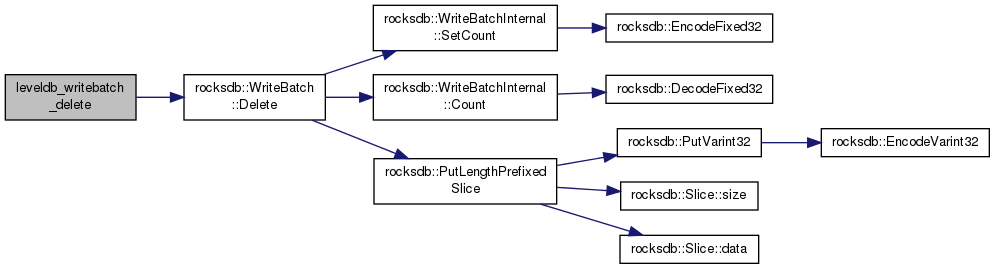 leveldb_writebatch
_delete
rocksdb::WriteBatch
::Delete
rocksdb::WriteBatchInternal
::SetCount
rocksdb::EncodeFixed32
rocksdb::WriteBatchInternal
::Count
rocksdb::DecodeFixed32
rocksdb::PutLengthPrefixed
Slice
rocksdb::PutVarint32
rocksdb::EncodeVarint32
rocksdb::Slice::size
rocksdb::Slice::data